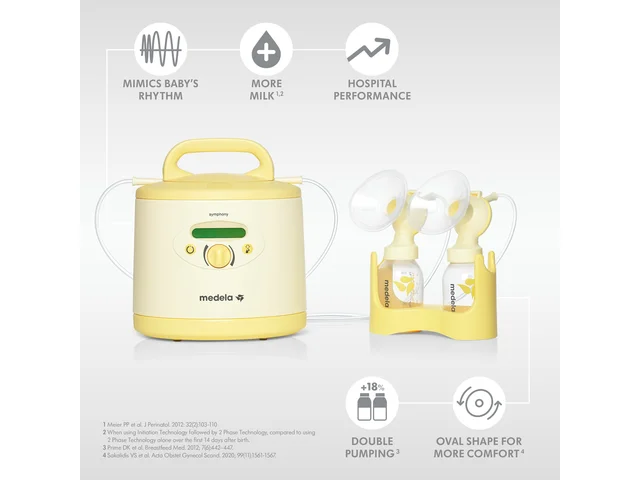 MIMICS BABY'S
RHYTHM
MORE
MILK 1,2
HOSPITAL
PERFORMANCE
symphony
medela
medela
medela
+18%
DOUBLE
PUMPING 3
OVAL SHAPE FOR
MORE COMFORT 4
1 Meier PP et al. J Perinatol. 2012; 32(2):103-110.
2 When using Initiation Technology followed by 2 Phase Technology, compared to using
2 Phase Technology alone over the first 14 days after birth.
3 Prime DK et al. Breastfeed Med. 2012; 7(6):442–447.
4 Sakalidis VS et al. Acta Obstet Gynecol Scand. 2020; 99(11):1561-1567.